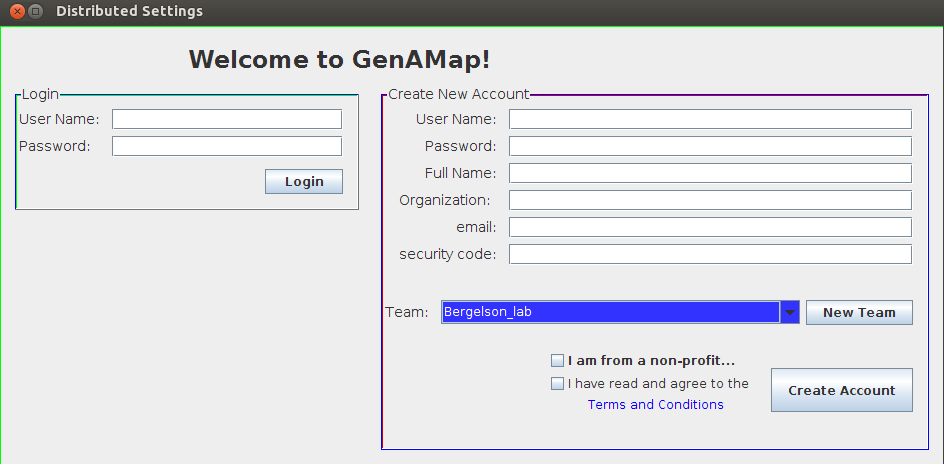 Distributed Settings
Welcome to GenAMap!
Login
User Name:
Password:
Login
Create New Account
User Name:
Password:
Full Name:
Organization:
email:
security code:
Team: Bergelson_lab New Team
I am from a non-profit...
I have read and agree to the
Terms and Conditions
Create Account